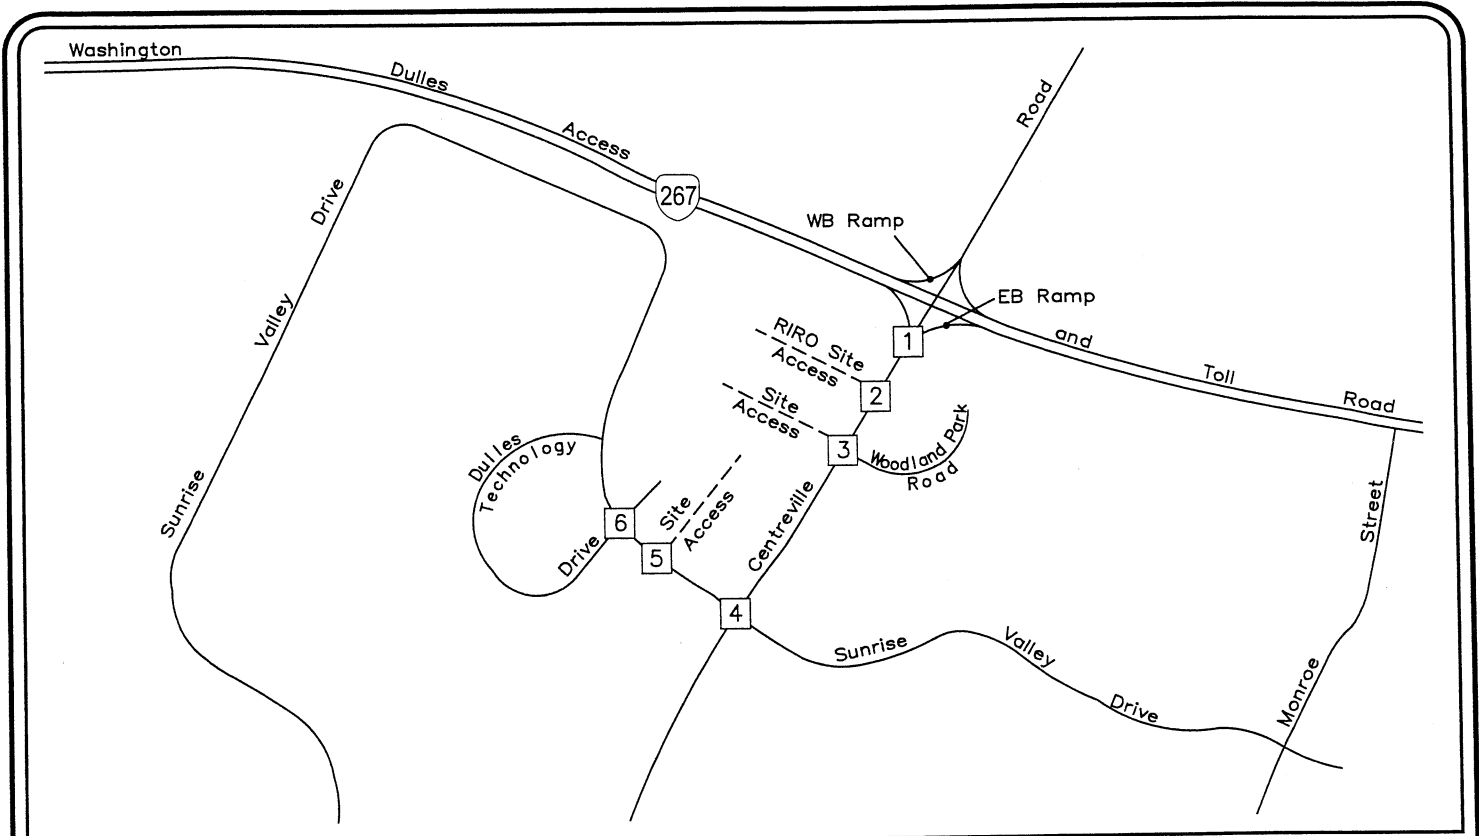 Washington
Dulles
Access
267
Road
WB Ramp
EB Ramp
and
Toll
Road
Drive
Valley
Sunrise
1
RIRO Site
Access
2
Site
Access
3
Woodland Park
Road
Dulles
Technology
Drive
6
Site
Access
5
Centreville
4
Sunrise
Valley
Drive
Street
Monroe